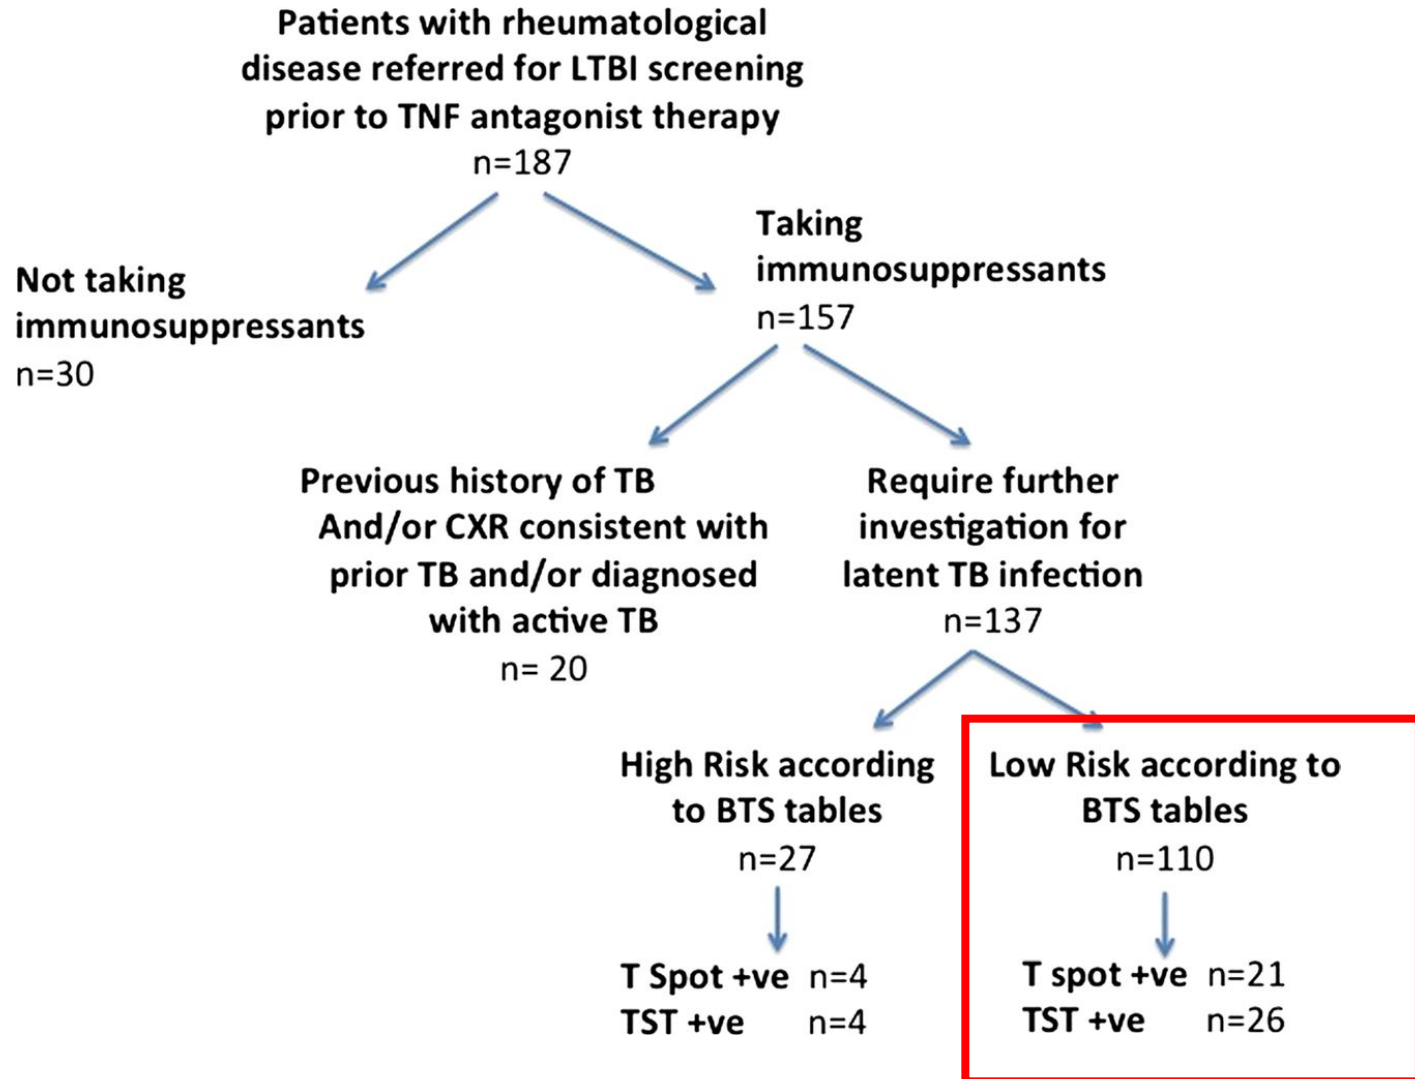 Patients with rheumatological
disease referred for LTBI screening
prior to TNF antagonist therapy
n=187
Taking
immunosuppressants
n=157
Not taking
immunosuppressants
n=30
Previous history of TB
And/or CXR consistent with
prior TB and/or diagnosed
with active TB
n= 20
Require further
investigation for
latent TB infection
n=137
High Risk according
to BTS tables
n=27
Low Risk according to
BTS tables
n=110
T Spot +ve n=4
TST +ve n=4
T spot +ve n=21
TST +ve n=26